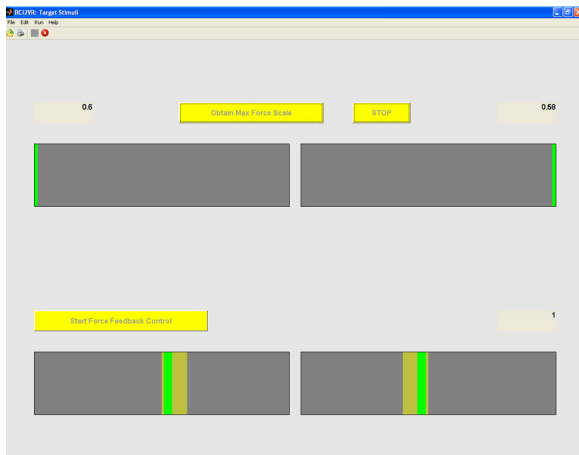 BCI2VR: Target Stimuli
File Edit Run Help
0.6
Obtain Max Force Scale
STOP
0.58
Start Force Feedback Control
1